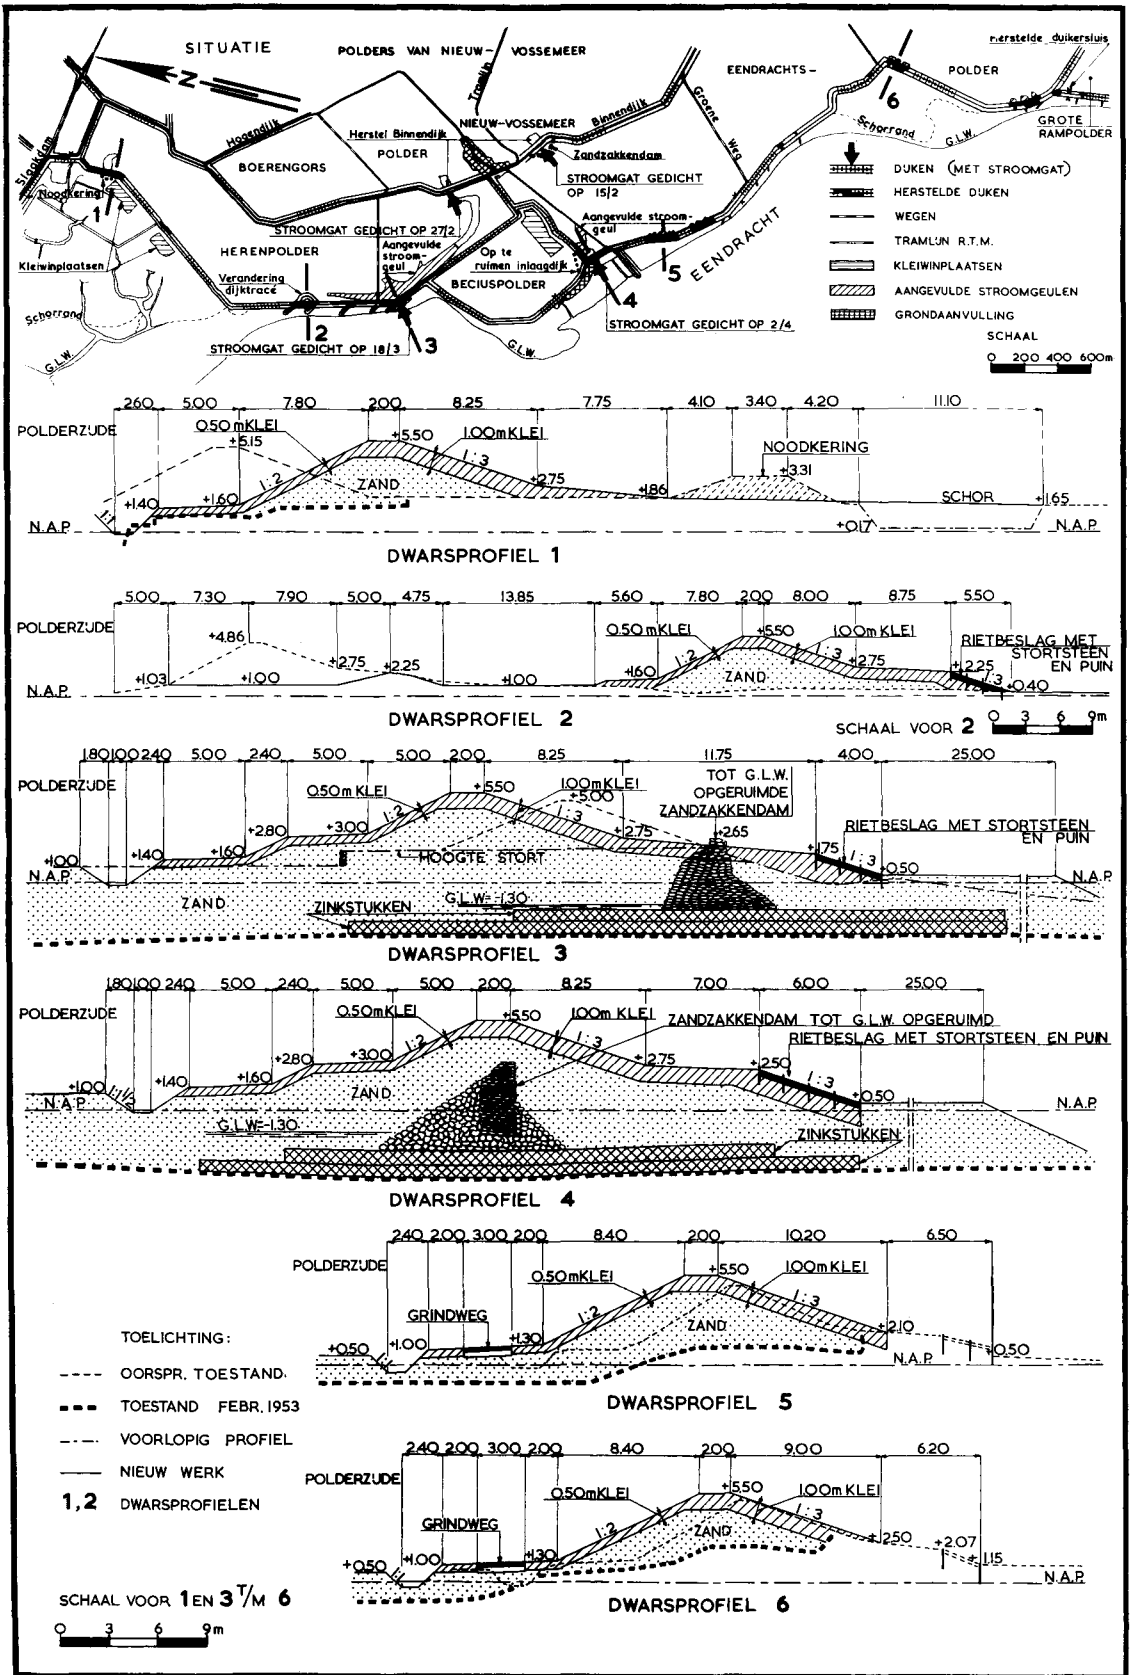 SITUATIE
POLDERS VAN NIEUW-VOSSEMEER
EENDRACHTS-
POLDER
Herstelde duikersluis
GROTE
RAMPOLDER
N
Slaakdam
Noodkering
1
Kleiwinplaatsen
Schorrand
G.L.W.
Hogendijk
BOERENGORS
Herstel Binnendijk
POLDER
Tramlijn
NIEUW-VOSSEMEER
Binnendijk
Groene
Weg
Zandzakkendam
STROOMGAT GEDICHT
OP 15/2
STROOMGAT GEDICHT OP 27/2
HERENPOLDER
Verandering
dijktracé
2
Aangevulde
stroom-
geul
Op te
ruimen inlaagdijk
BECIUSPOLDER
Aangevulde stroom-
geul
STROOMGAT GEDICHT OP 18/3
3
G.L.W.
4
STROOMGAT GEDICHT OP 2/4
5
EENDRACHT
6
Schorrand
G.L.W.
DIJKEN (MET STROOMGAT)
HERSTELDE DIJKEN
WEGEN
TRAMLIJN R.T.M.
KLEIWINPLAATSEN
AANGEVULDE STROOMGEULEN
GRONDAANVULLING
SCHAAL
0 200 400 600m
2.60 5.00 7.80 2.00 8.25 7.75 4.10 3.40 4.20 11.10
POLDERZIJDE
0.50 m KLEI
+5.15
+5.50
1.00 m KLEI
NOODKERING
+3.31
1:2
1:3
ZAND
+2.75
+1.86
SCHOR
+1.65
+1.40
+1.60
1:1
N.A.P.
+0.17
N.A.P.
DWARSPROFIEL 1
5.00 7.30 7.90 5.00 4.75 13.85 5.60 7.80 2.00 8.00 8.75 5.50
POLDERZIJDE
+4.86
0.50 m KLEI
+5.50
1.00 m KLEI
RIETBESLAG MET
STORTSTEEN
EN PUIN
+2.75
+2.25
1:2
1:3
+2.75
+2.25
+1.03
+1.00
+1.00
+1.60
ZAND
1:3
+0.40
N.A.P.
DWARSPROFIEL 2
SCHAAL VOOR 2
0 3 6 9m
1.80 1.00 2.40 5.00 2.40 5.00 5.00 2.00 8.25 11.75 4.00 25.00
POLDERZIJDE
0.50 m KLEI
+5.50
1.00 m KLEI
+5.00
TOT G.L.W.
OPGERUIMDE
ZANDZAKKENDAM
1:2
1:3
+2.80
+3.00
+2.75
+2.65
RIETBESLAG MET STORTSTEEN
EN PUIN
+1.00
+1.40
+1.60
HOOGTE STORT
+1.75
1:3
+0.50
N.A.P.
N.A.P.
ZAND
G.L.W.=-1.30
ZINKSTUKKEN
DWARSPROFIEL 3
1.80 1.00 2.40 5.00 2.40 5.00 5.00 2.00 8.25 7.00 6.00 25.00
POLDERZIJDE
0.50 m KLEI
+5.50
1.00 m KLEI
ZANDZAKKENDAM TOT G.L.W. OPGERUIMD
RIETBESLAG MET STORTSTEEN EN PUIN
1:2
1:3
+2.80
+3.00
+2.75
+2.50
1:3
+1.00
1:1½
+1.40
+1.60
ZAND
+0.50
N.A.P.
N.A.P.
G.L.W.=-1.30
ZINKSTUKKEN
DWARSPROFIEL 4
2.40 2.00 3.00 2.00 8.40 2.00 10.20 6.50
POLDERZIJDE
0.50 m KLEI
+5.50
1.00 m KLEI
GRINDWEG
1:2
1:3
ZAND
+0.50
1:1
+1.00
+1.30
+2.10
+0.50
N.A.P.
DWARSPROFIEL 5
2.40 2.00 3.00 2.00 8.40 2.00 9.00 6.20
POLDERZIJDE
0.50 m KLEI
+5.50
1.00 m KLEI
GRINDWEG
1:2
1:3
ZAND
+0.50
1:1
+1.00
+1.30
+2.50
+2.07
+1.15
N.A.P.
DWARSPROFIEL 6
TOELICHTING:
OORSPR. TOESTAND.
TOESTAND FEBR. 1953
VOORLOPIG PROFIEL
NIEUW WERK
1,2 DWARSPROFIELEN
SCHAAL VOOR 1 EN 3 T/M 6
0 3 6 9m